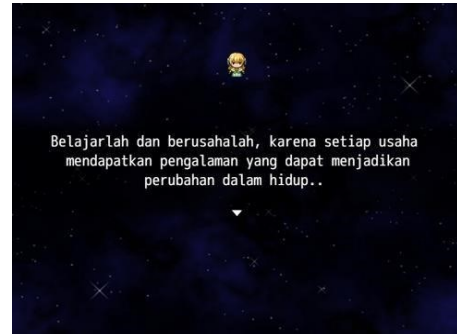 Belajarlah dan berusahalah, karena setiap usaha
mendapatkan pengalaman yang dapat menjadikan
perubahan dalam hidup..